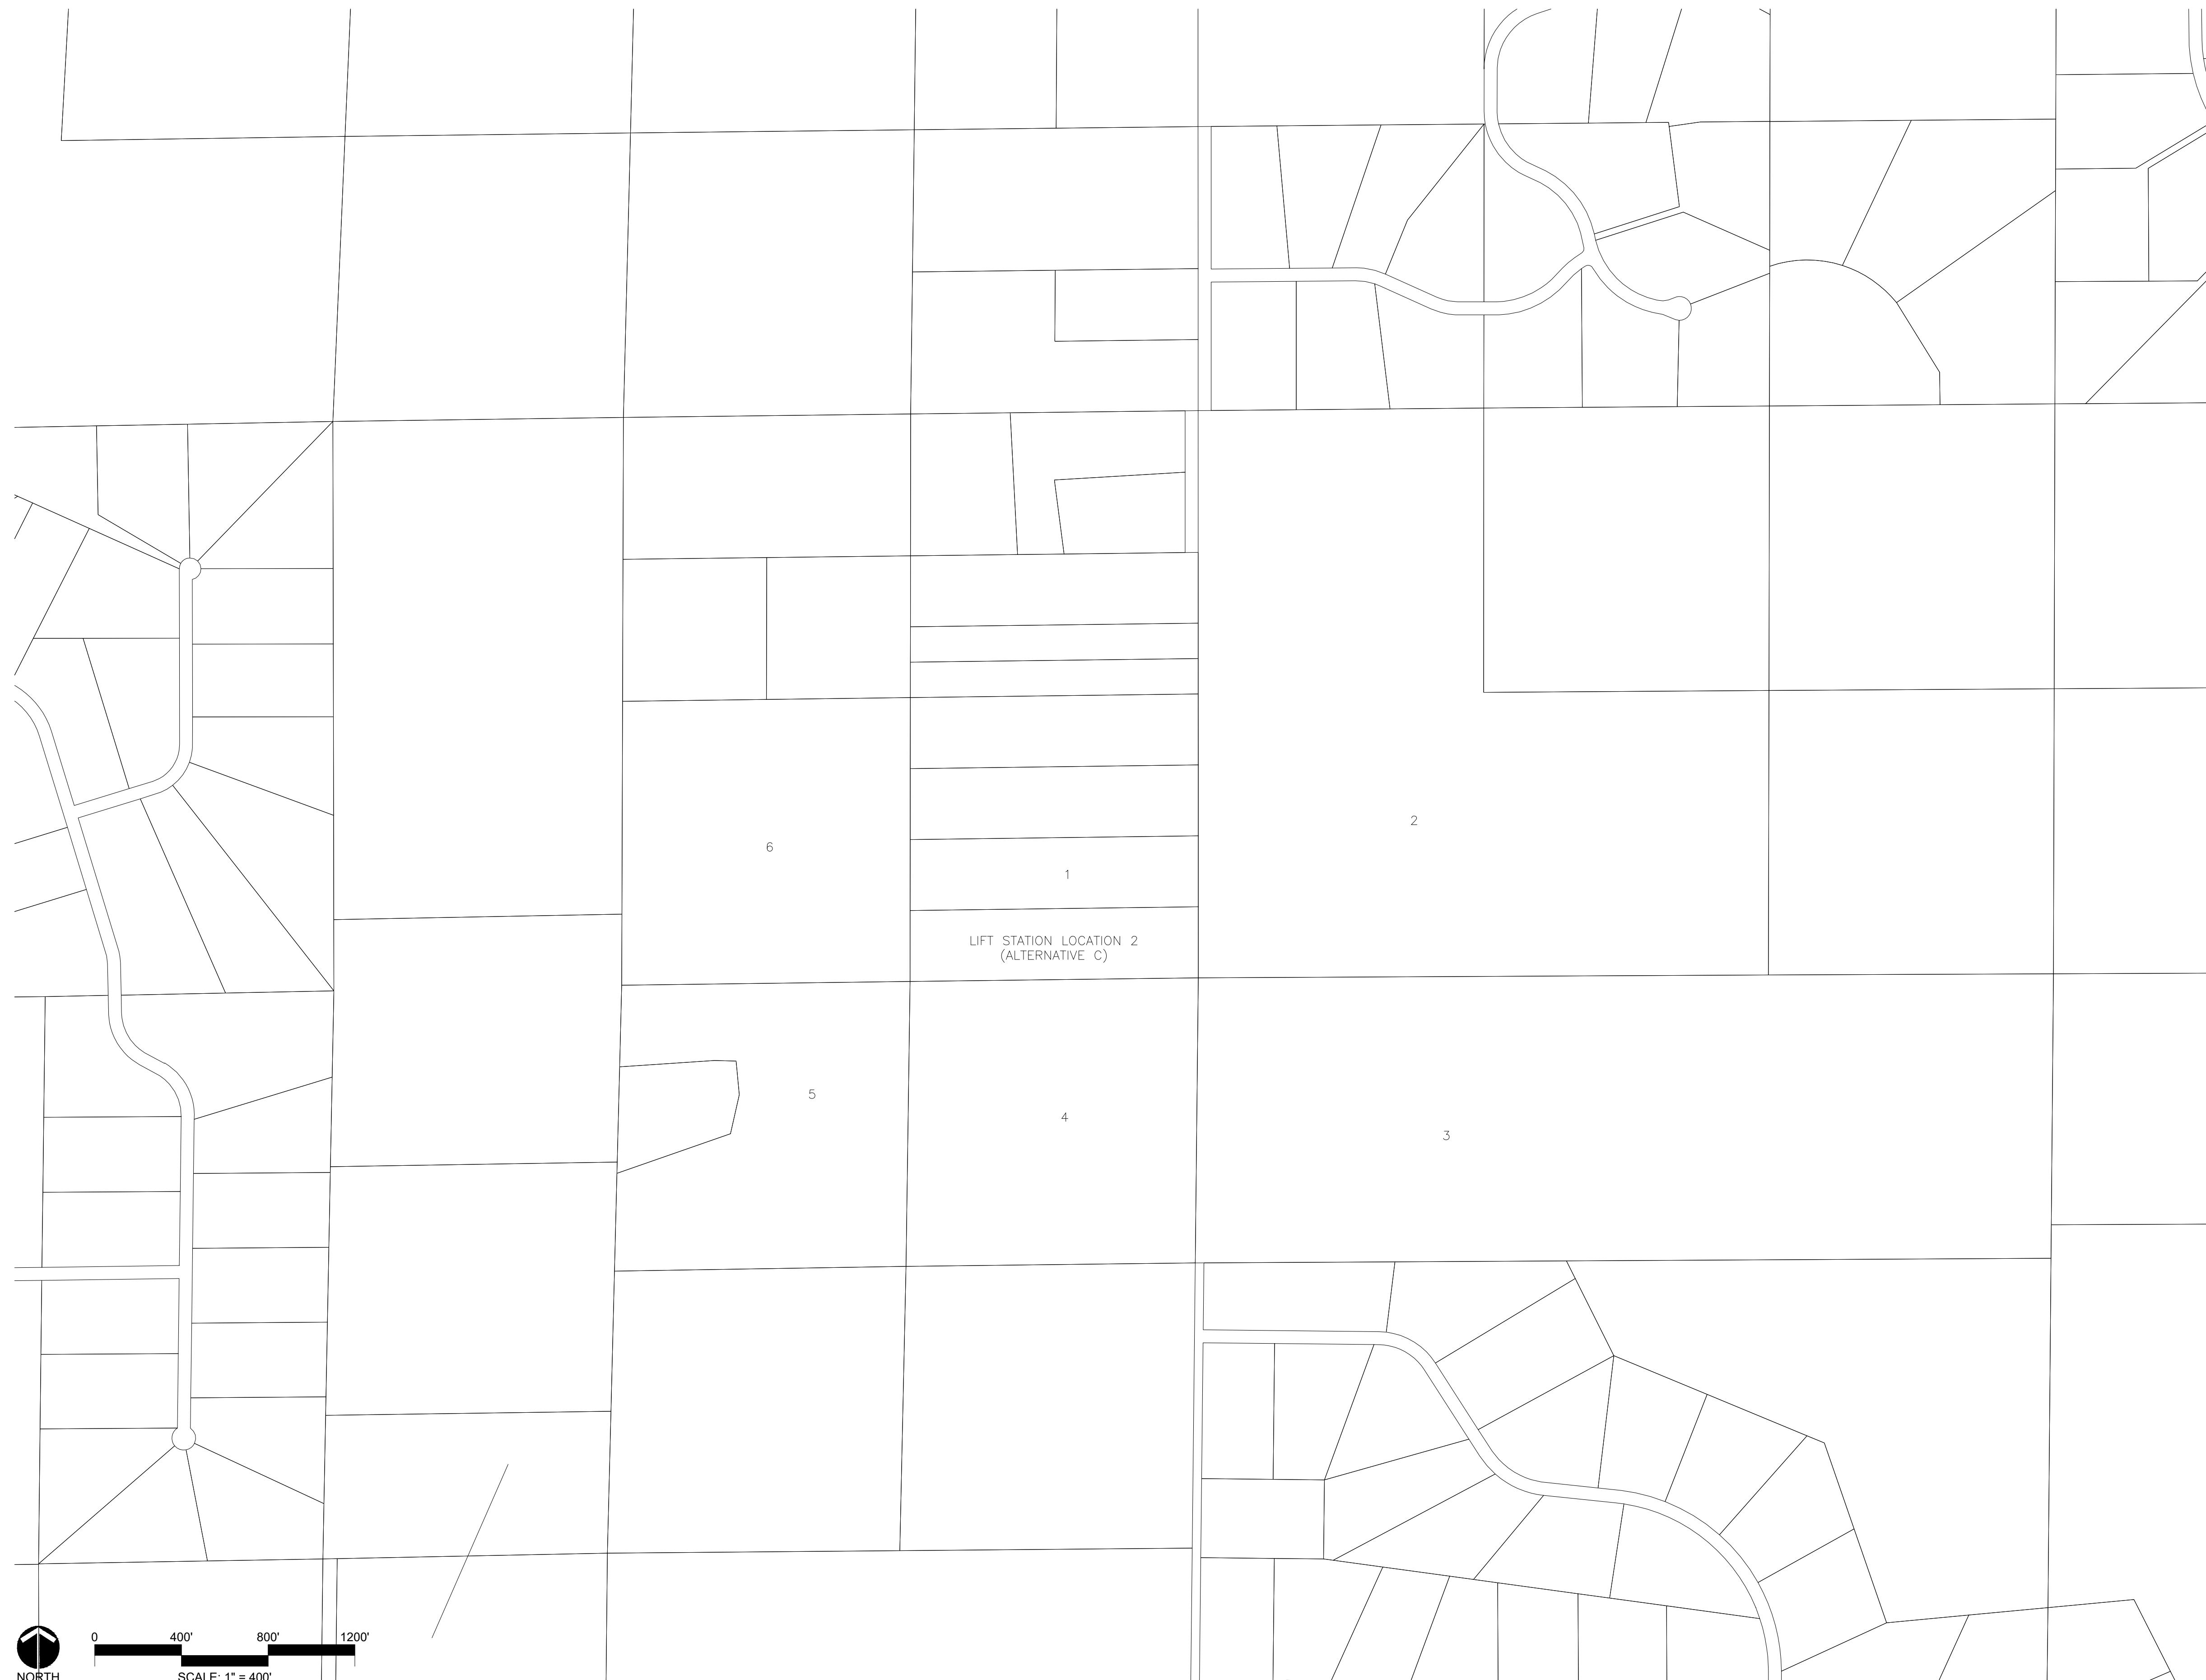 2
6
1
LIFT STATION LOCATION 2
(ALTERNATIVE C)
5
4
3
0 400' 800' 1200'
SCALE: 1" = 400'
NORTH